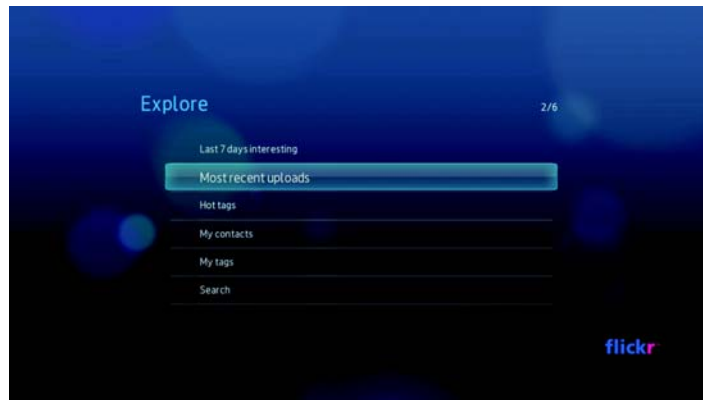 Explore
2/6
Last 7 days interesting
Most recent uploads
Hot tags
My contacts
My tags
Search
flickr